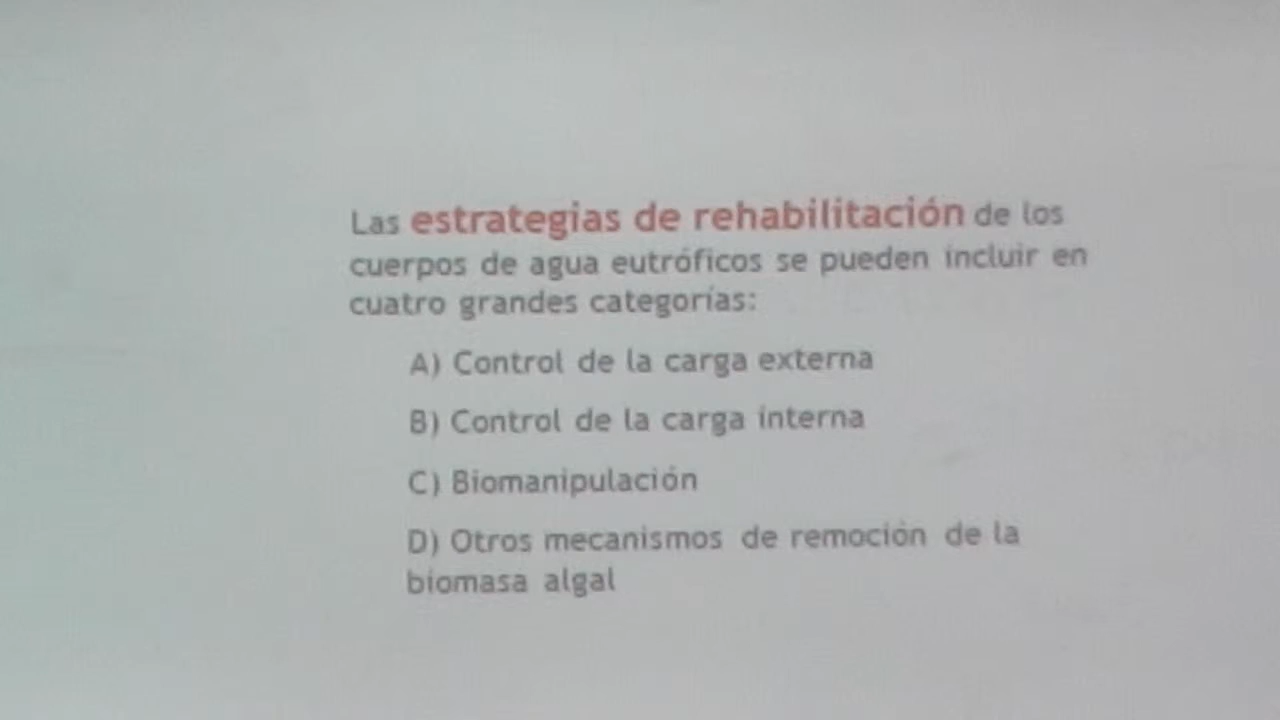 Las estrategias de rehabilitación de los
cuerpos de agua eutróficos se pueden incluir en
cuatro grandes categorías:
A) Control de la carga externa
B) Control de la carga interna
C) Biomanipulación
D) Otros mecanismos de remoción de la
biomasa algal